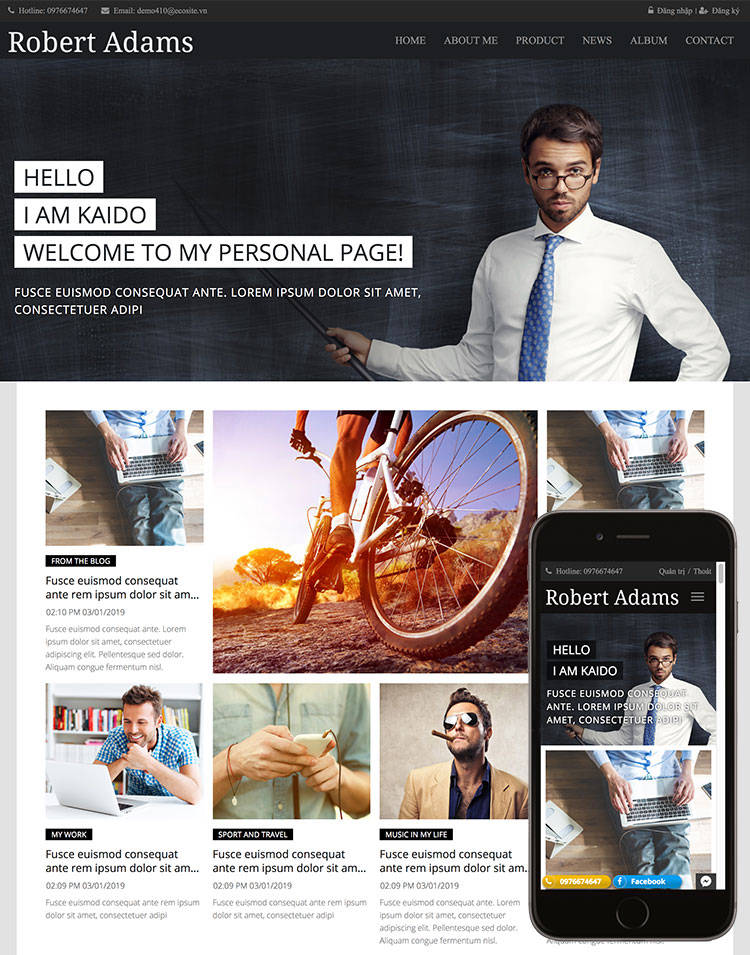 Hotline: 0976674647 Email: demo410@ecosite.vn Đăng nhập | Đăng ký
Robert Adams
HOME ABOUT ME PRODUCT NEWS ALBUM CONTACT
HELLO
I AM KAIDO
WELCOME TO MY PERSONAL PAGE!
FUSCE EUISMOD CONSEQUAT ANTE. LOREM IPSUM DOLOR SIT AMET,
CONSECTETUER ADIPI
FROM THE BLOG
Fusce euismod consequat
ante rem ipsum dolor sit am...
02:10 PM 03/01/2019
Fusce euismod consequat ante. Lorem
ipsum dolor sit amet, consectetuer
adipiscing elit. Pellentesque sed dolor.
Aliquam congue fermentum nisl.
MY WORK
Fusce euismod consequat
ante rem ipsum dolor sit am...
02:09 PM 03/01/2019
Fusce euismod consequat ante. Lorem
ipsum dolor sit amet, consectetuer adipi
SPORT AND TRAVEL
Fusce euismod consequat
ante rem ipsum dolor sit am...
02:09 PM 03/01/2019
Fusce euismod consequat ante. Lorem
ipsum dolor sit amet, consectetuer adipi
MUSIC IN MY LIFE
Fusce euismod consequat
ante rem ipsum dolor sit am...
02:09 PM 03/01/2019
Fusce euismod consequat ante. Lorem
ipsum dolor sit amet, consectetuer
adipiscing elit. Pellentesque sed dolor.
Aliquam congue fermentum nisl.
Hotline: 0976674647 Quản trị / Thoát
Robert Adams
HELLO
I AM KAIDO
FUSCE EUISMOD CONSEQUAT
ANTE. LOREM IPSUM DOLOR SIT
AMET, CONSECTETUER ADIPI
0976674647 Facebook